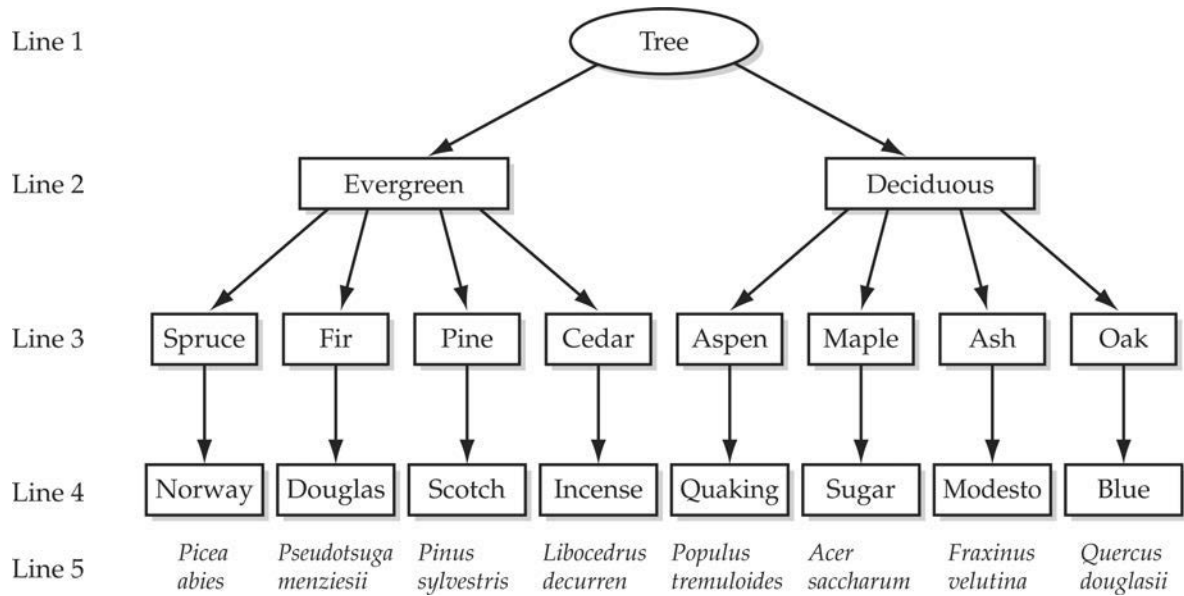 Line 1 Tree
Line 2 Evergreen Deciduous
Line 3 Spruce Fir Pine Cedar Aspen Maple Ash Oak
Line 4 Norway Douglas Scotch Incense Quaking Sugar Modesto Blue
Line 5
Picea abies
Pseudotsuga menziesii
Pinus sylvestris
Libocedrus decurren
Populus tremuloides
Acer saccharum
Fraxinus velutina
Quercus douglasii